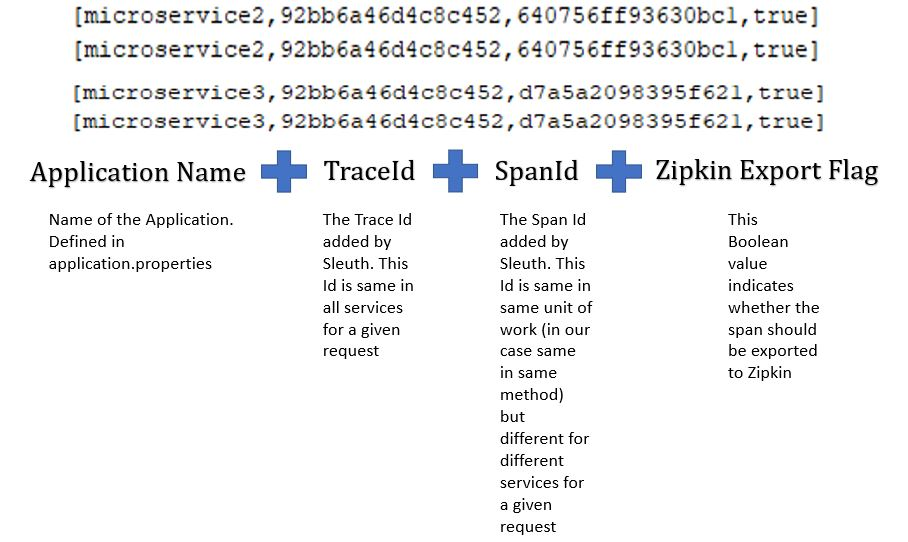 [microservice2,92bb6a46d4c8c452,640756ff93630bc1,true]
[microservice2,92bb6a46d4c8c452,640756ff93630bc1,true]
[microservice3,92bb6a46d4c8c452,d7a5a2098395f621,true]
[microservice3,92bb6a46d4c8c452,d7a5a2098395f621,true]
Application Name TraceId SpanId Zipkin Export Flag
Name of the Application.
Defined in
application.properties
The Trace Id
added by
Sleuth. This
Id is same in
all services
for a given
request
The Span Id
added by
Sleuth. This
Id is same in
same unit of
work (in our
case same
in same
method)
but
different for
different
services for
a given
request
This
Boolean
value
indicates
whether the
span should
be exported
to Zipkin